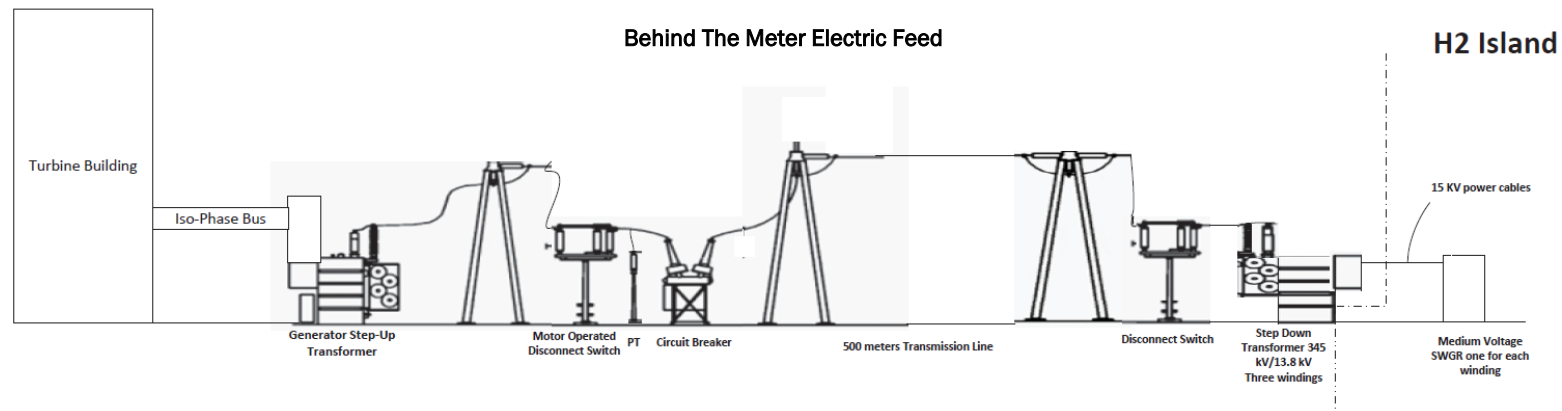 Behind The Meter Electric Feed
H2 Island
Turbine Building
Iso-Phase Bus
15 KV power cables
Generator Step-Up
Transformer
Motor Operated
Disconnect Switch
PT
Circuit Breaker
500 meters Transmission Line
Disconnect Switch
Step Down
Transformer 345
kV/13.8 kV
Three windings
Medium Voltage
SWGR one for each
winding